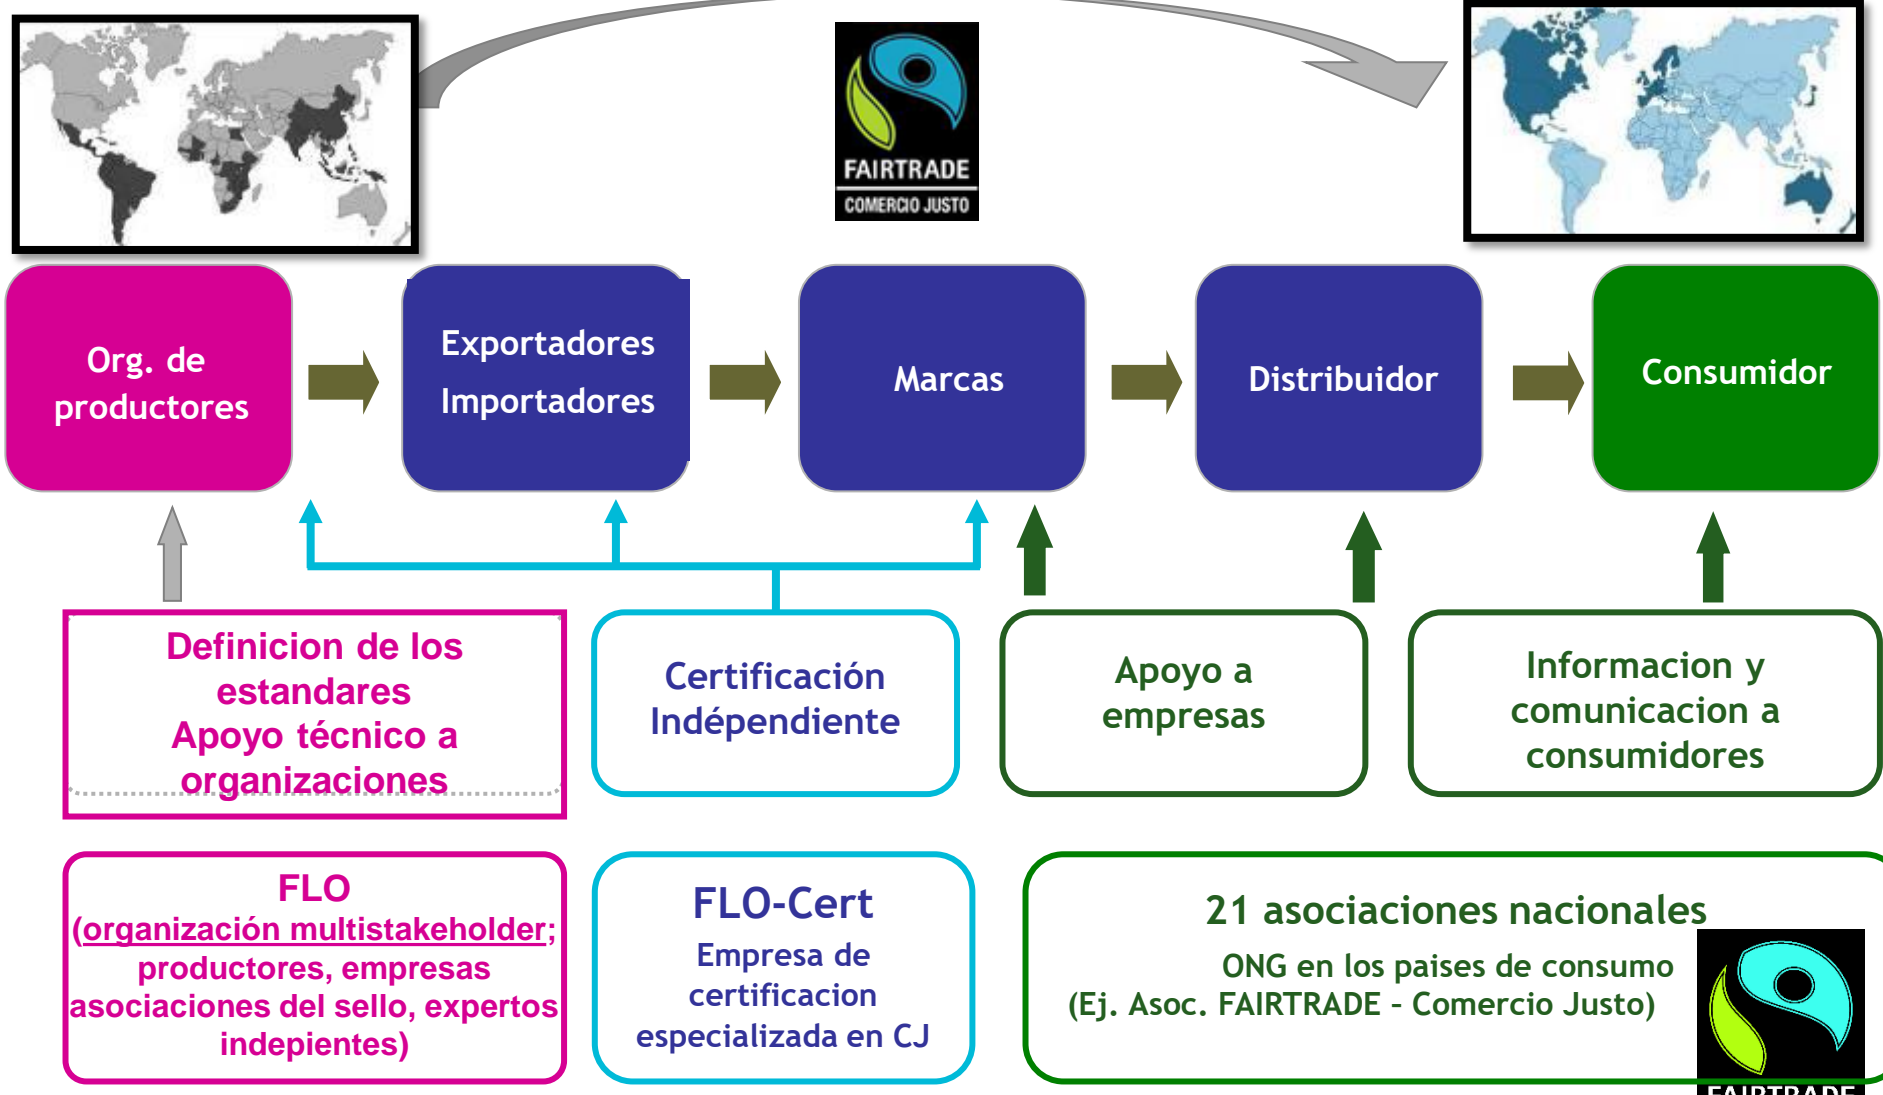 FAIRTRADE
COMERCIO JUSTO
Org. de
productores
Exportadores
Importadores
Marcas
Distribuidor
Consumidor
Definicion de los
estandares
Apoyo técnico a
organizaciones
Certificación
Indépendiente
Apoyo a
empresas
Informacion y
comunicacion a
consumidores
FLO
(organización multistakeholder;
productores, empresas
asociaciones del sello, expertos
indepientes)
FLO-Cert
Empresa de
certificacion
especializada en CJ
21 asociaciones nacionales
ONG en los paises de consumo
(Ej. Asoc. FAIRTRADE – Comercio Justo)
FAIRTRADE